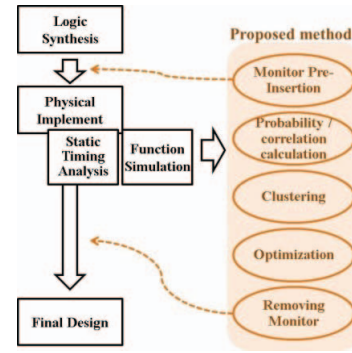 Logic
Synthesis
Proposed method
Monitor Pre-
Insertion
Physical
Implement
Probability /
correlation
calculation
Static
Timing
Analysis
Function
Simulation
Clustering
Optimization
Removing
Monitor
Final Design